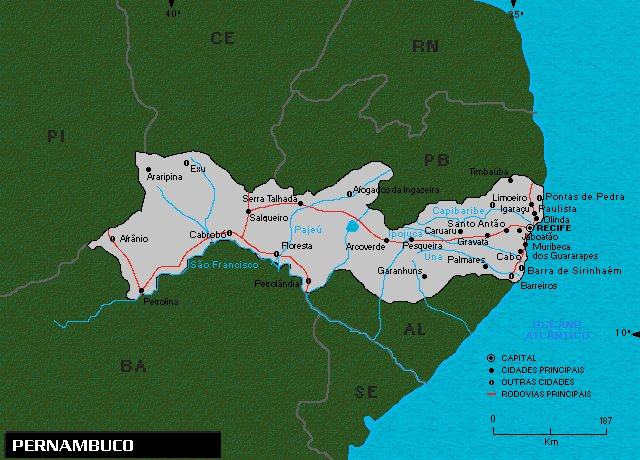 40°
35°
CE
RN
PI
PB
Exu
Araripina
Timbaúba
Afogados da Ingazeira
Serra Talhada
Limoeiro
Pontas de Pedra
Igaraçu
Paulista
Capibaribe
Olinda
Salgueiro
Santo Antão
RECIFE
Caruaru
Pajeú
Ipojuca
Cabrobó
Gravatá
Jaboatão
Afrânio
Floresta
Arcoverde
Pesqueira
Muribeca
dos Guararapes
Una
Cabo
São Francisco
Palmares
Garanhuns
Barra de Sirinhaém
Petrolândia
Barreiros
Petrolina
OCEANO
ATLÂNTICO
AL
10°
BA
CAPITAL
CIDADES PRINCIPAIS
OUTRAS CIDADES
RODOVIAS PRINCIPAIS
SE
0 187
Km
PERNAMBUCO